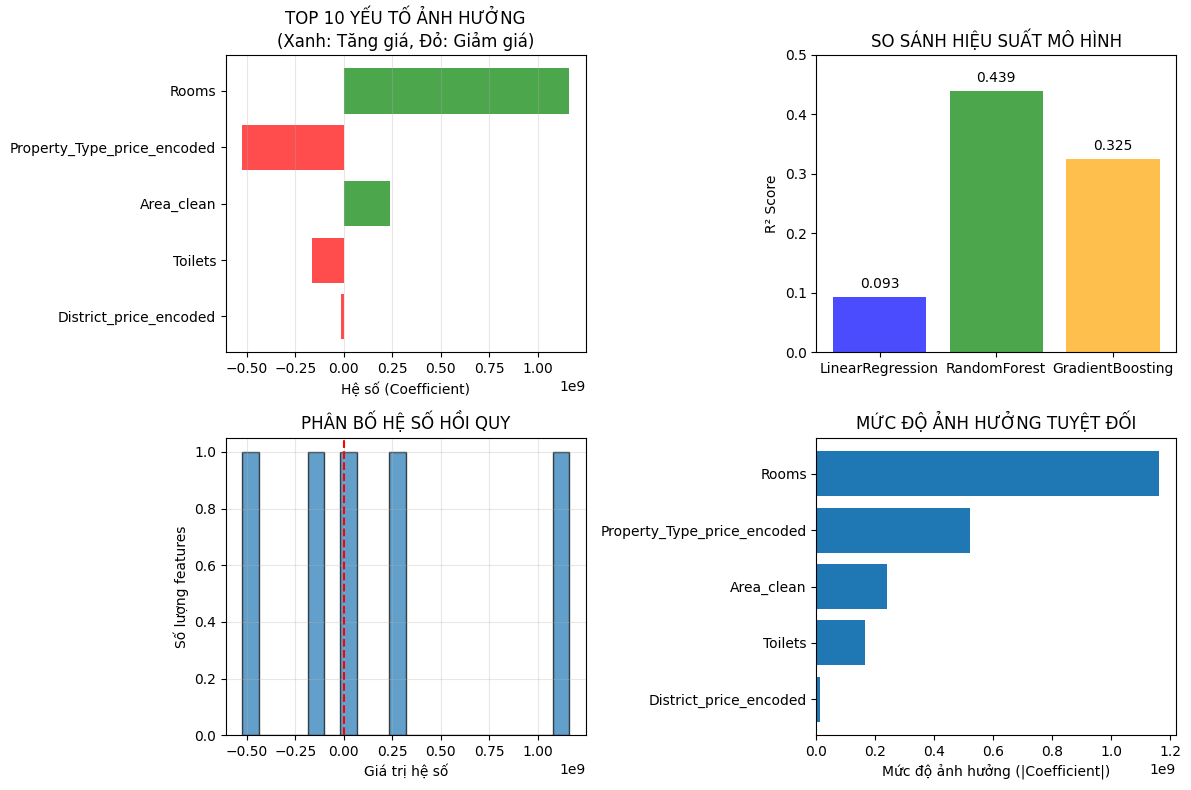 TOP 10 YẾU TỐ ẢNH HƯỞNG
(Xanh: Tăng giá, Đỏ: Giảm giá)
Rooms
Property_Type_price_encoded
Area_clean
Toilets
District_price_encoded
−0.50 −0.25 0.00 0.25 0.50 0.75 1.00
1e9
Hệ số (Coefficient)
SO SÁNH HIỆU SUẤT MÔ HÌNH
R² Score
0.5
0.4
0.3
0.2
0.1
0.0
0.093
0.439
0.325
LinearRegression RandomForest GradientBoosting
PHÂN BỐ HỆ SỐ HỒI QUY
Số lượng features
1.0
0.8
0.6
0.4
0.2
0.0
−0.50 −0.25 0.00 0.25 0.50 0.75 1.00
1e9
Giá trị hệ số
MỨC ĐỘ ẢNH HƯỞNG TUYỆT ĐỐI
Rooms
Property_Type_price_encoded
Area_clean
Toilets
District_price_encoded
0.0 0.2 0.4 0.6 0.8 1.0 1.2
1e9
Mức độ ảnh hưởng (|Coefficient|)